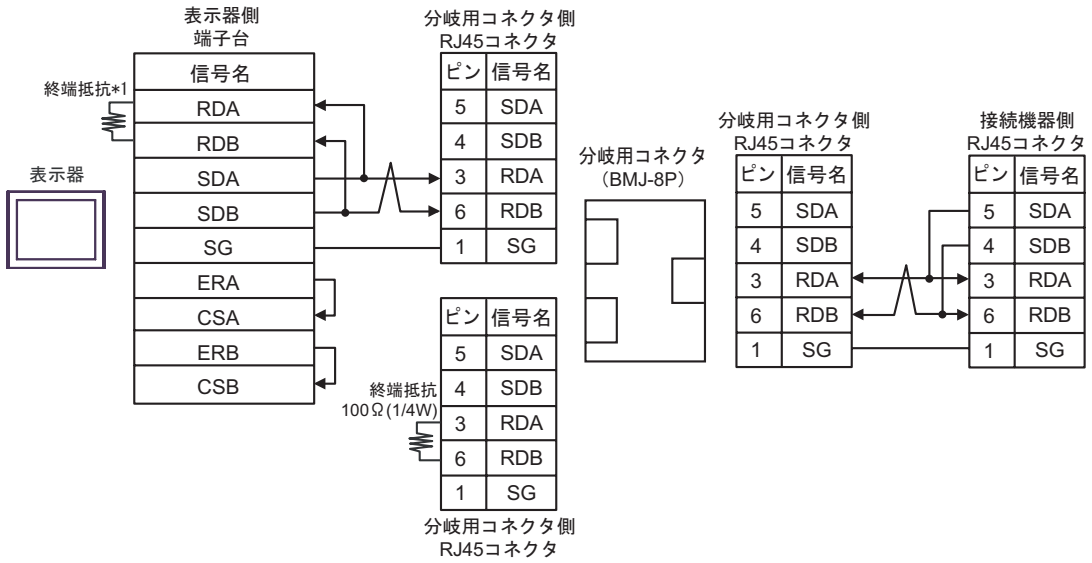 表示器側
端子台
信号名
終端抵抗*1
RDA
RDB
SDA
SDB
SG
ERA
CSA
ERB
CSB
表示器
分岐用コネクタ側
RJ45コネクタ
ピン 信号名
5 SDA
4 SDB
3 RDA
6 RDB
1 SG
ピン 信号名
5 SDA
4 SDB
3 RDA
6 RDB
1 SG
終端抵抗
100Ω(1/4W)
分岐用コネクタ側
RJ45コネクタ
分岐用コネクタ
(BMJ-8P)
分岐用コネクタ側
RJ45コネクタ
ピン 信号名
5 SDA
4 SDB
3 RDA
6 RDB
1 SG
接続機器側
RJ45コネクタ
ピン 信号名
5 SDA
4 SDB
3 RDA
6 RDB
1 SG